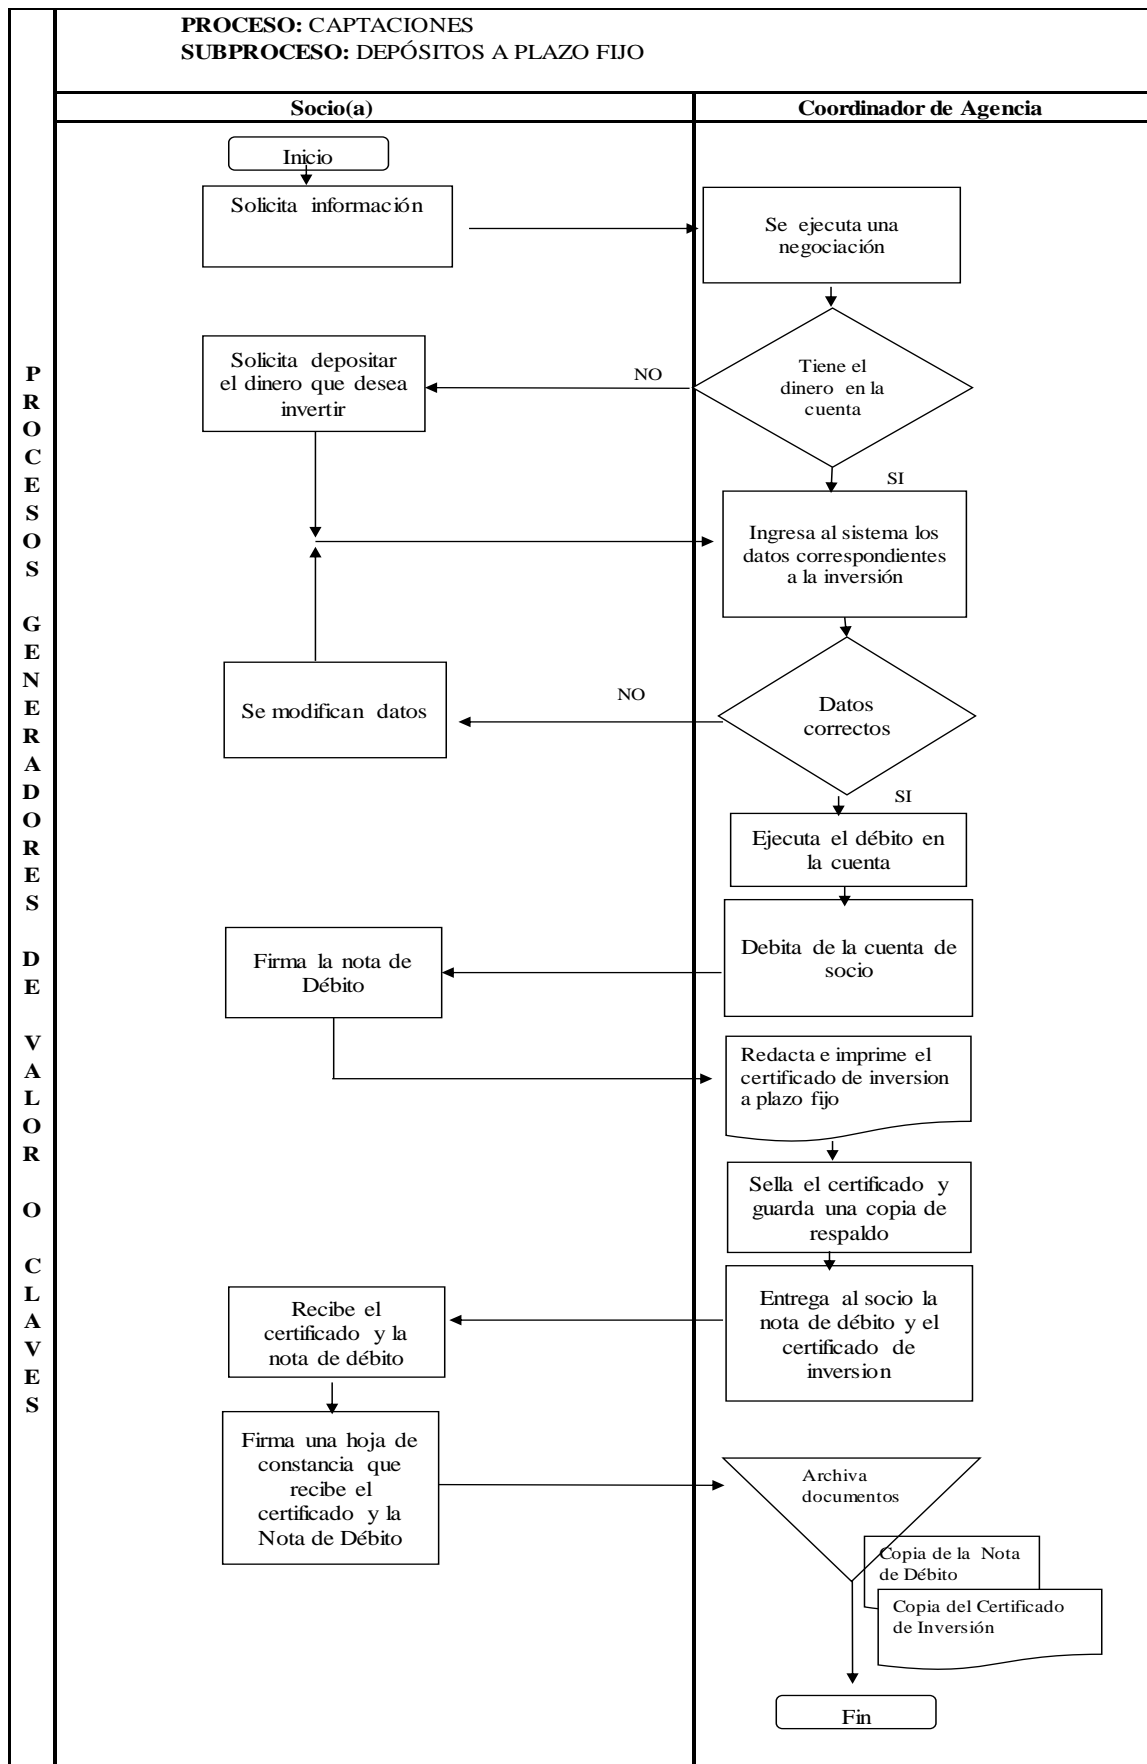 PROCESO: CAPTACIONES
SUBPROCESO: DEPÓSITOS A PLAZO FIJO
Socio(a)
Coordinador de Agencia
PROCESOS GENERADORES DE VALOR O CLAVES
Inicio
Solicita información
Se ejecuta una
negociación
Tiene el
dinero en la
cuenta
NO
Solicita depositar
el dinero que desea
invertir
SI
Ingresa al sistema los
datos correspondientes
a la inversión
Datos
correctos
NO
Se modifican datos
SI
Ejecuta el débito en
la cuenta
Debita de la cuenta de
socio
Firma la nota de
Débito
Redacta e imprime el
certificado de inversion
a plazo fijo
Sella el certificado y
guarda una copia de
respaldo
Entrega al socio la
nota de débito y el
certificado de
inversion
Recibe el
certificado y la
nota de débito
Firma una hoja de
constancia que
recibe el
certificado y la
Nota de Débito
Archiva
documentos
Copia de la Nota
de Débito
Copia del Certificado
de Inversión
Fin